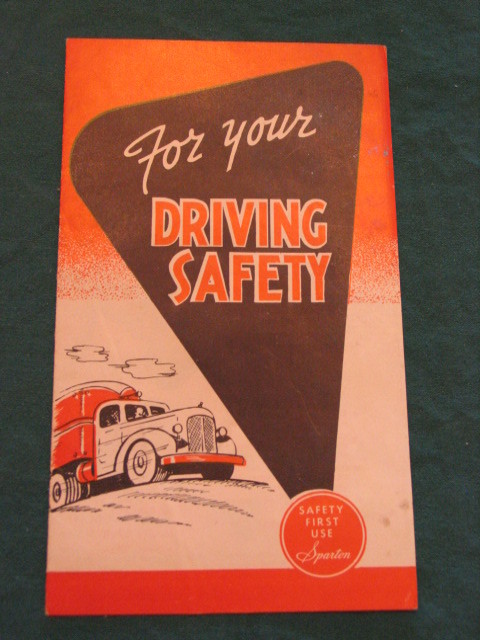 For your
DRIVING
SAFETY
SAFETY
FIRST
USE
Sparton